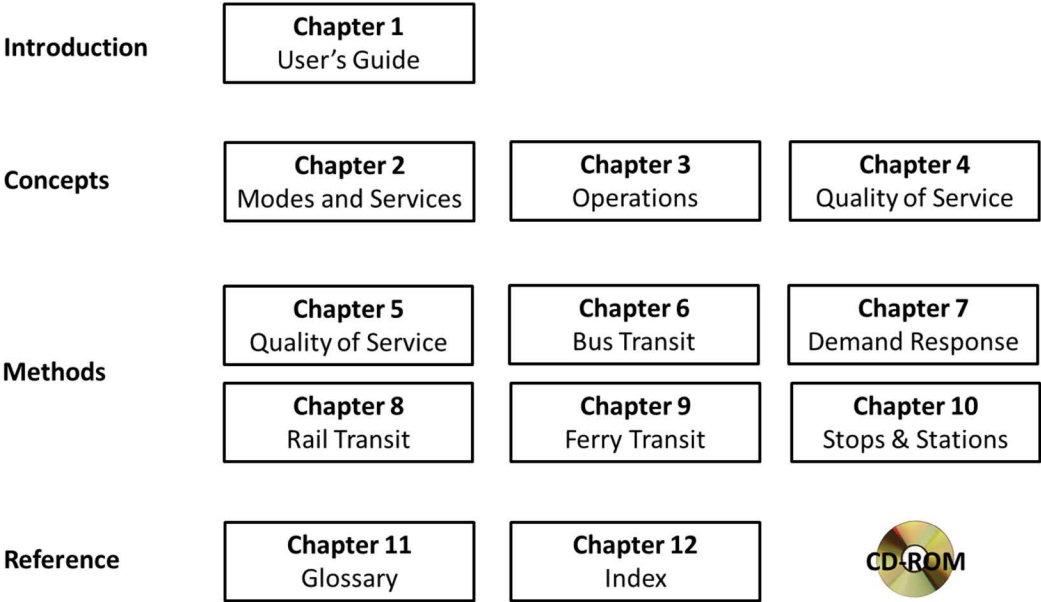 Introduction
Chapter 1
User’s Guide
Concepts
Chapter 2
Modes and Services
Chapter 3
Operations
Chapter 4
Quality of Service
Methods
Chapter 5
Quality of Service
Chapter 6
Bus Transit
Chapter 7
Demand Response
Chapter 8
Rail Transit
Chapter 9
Ferry Transit
Chapter 10
Stops & Stations
Reference
Chapter 11
Glossary
Chapter 12
Index
CD-ROM